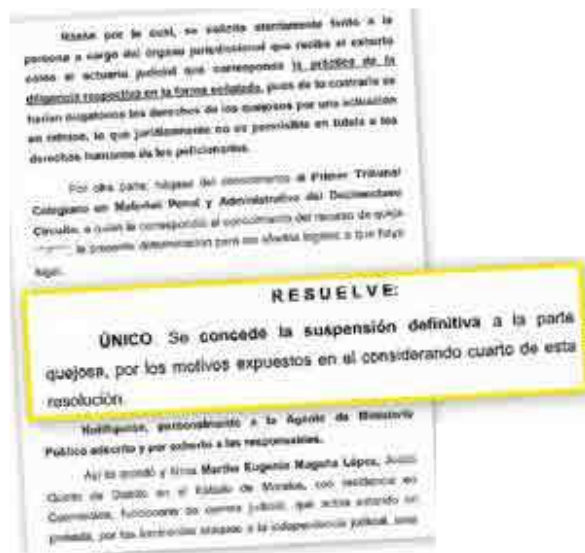 Razón por la cual, se solicita atentamente tanto a la
persona a cargo del órgano jurisdiccional que reciba el exhorto
como al actuario judicial que corresponda la práctica de la
diligencia respectiva en la forma señalada, pues de lo contrario se
harían nugatorios los derechos de los quejosos por una actuación
en retraso, lo que jurídicamente no es permisible en tutela a los
derechos humanos de los peticionarios.
Por otra parte, hágase del conocimiento al Primer Tribunal
Colegiado en Materias Penal y Administrativa del Decimoctavo
Circuito, a quien le correspondió el conocimiento del recurso de queja
la presente determinación para los efectos legales a que haya
lugar.
RESUELVE:
ÚNICO. Se concede la suspensión definitiva a la parte
quejosa, por los motivos expuestos en el considerando cuarto de esta
resolución.
Notifíquese, personalmente a la Agente de Ministerio
Público adscrito y por exhorto a las responsables.
Así lo acordó y firma Martha Eugenia Magaña López, Jueza
Quinto de Distrito en el Estado de Morelos, con residencia en
Cuernavaca, funcionaria de carrera judicial, que actúa estando en
por los ataques a la independencia judicial,